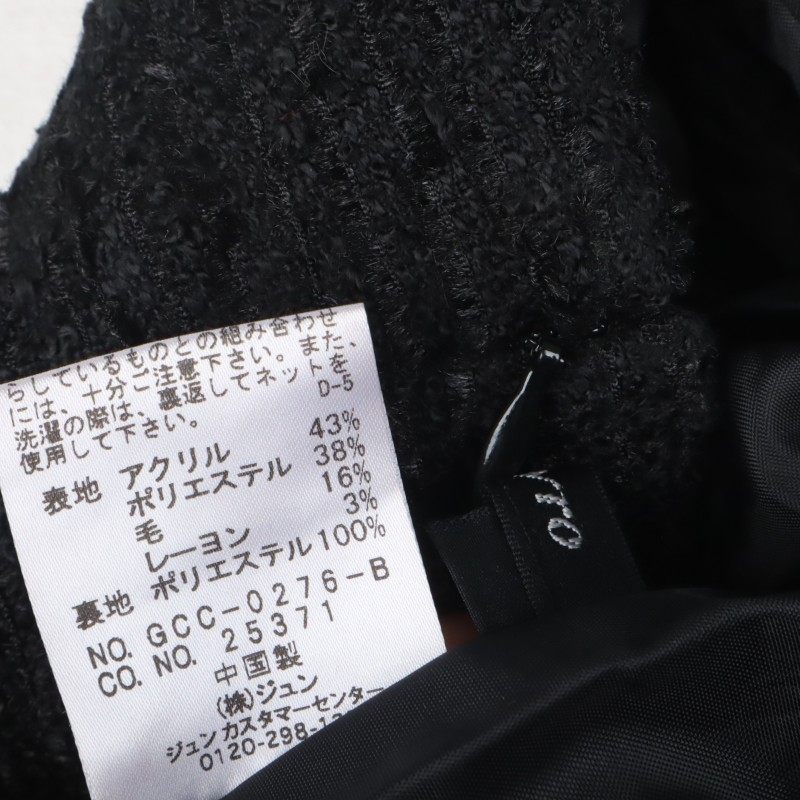 らしているものとの組み合わせ
には、十分ご注意下さい。また、
洗濯の際は、裏返してネットを
使用して下さい。 D-5
表地 アクリル 43%
ポリエステル 38%
毛 16%
レーヨン 3%
裏地 ポリエステル 100%
NO. GCC-0276-B
CO. NO. 25371
中国製
(株)ジュン
ジュン カスタマーセンター
0120-298-1
vro